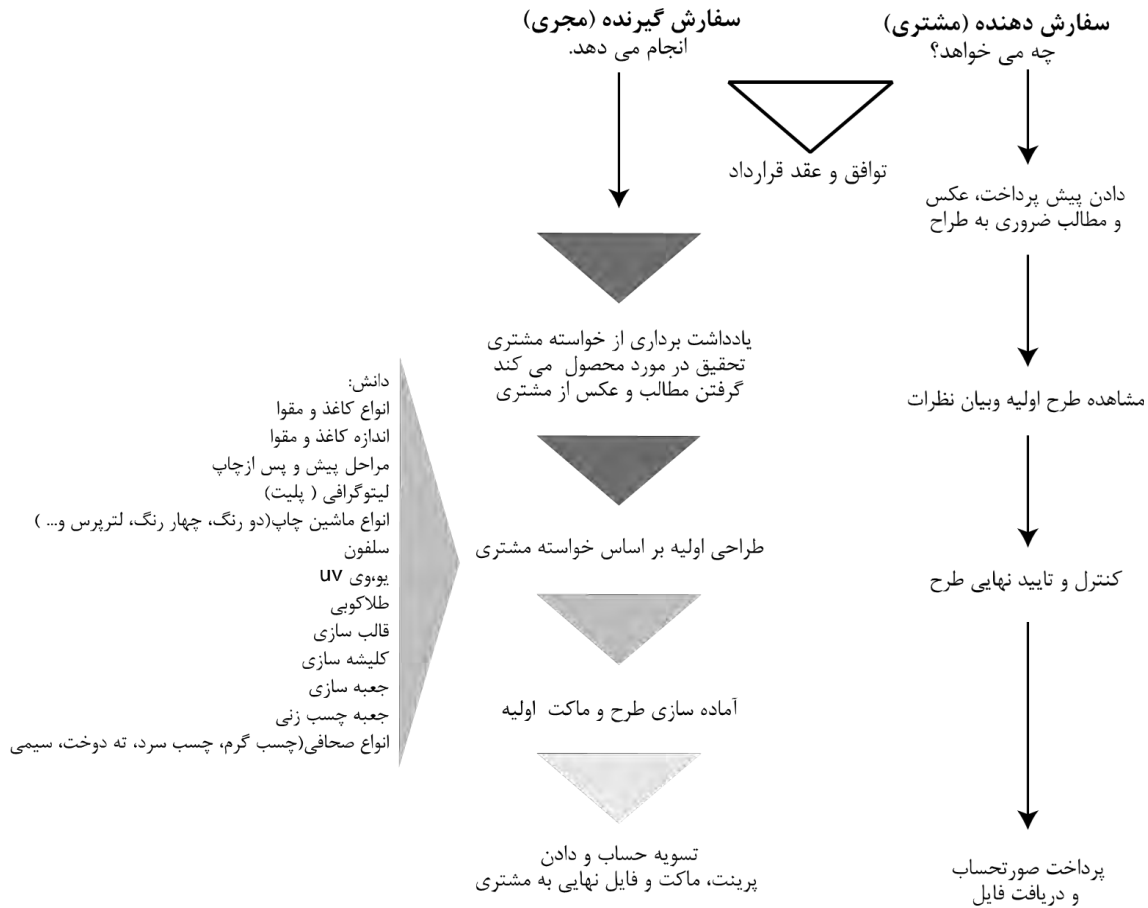 سفارش دهنده (مشتری)
چه می خواهد؟
دادن پیش پرداخت، عکس
و مطالب ضروری به طراح
مشاهده طرح اولیه وبیان نظرات
کنترل و تایید نهایی طرح
پرداخت صورتحساب
و دریافت فایل
توافق و عقد قرارداد
سفارش گیرنده (مجری)
انجام می دهد.
یادداشت برداری از خواسته مشتری
تحقیق در مورد محصول می کند
گرفتن مطالب و عکس از مشتری
طراحی اولیه بر اساس خواسته مشتری
آماده سازی طرح و ماکت اولیه
تسویه حساب و دادن
پرینت، ماکت و فایل نهایی به مشتری
دانش:
انواع کاغذ و مقوا
اندازه کاغذ و مقوا
مراحل پیش و پس ازچاپ
لیتوگرافی ( پلیت)
انواع ماشین چاپ(دو رنگ، چهار رنگ، لترپرس و... )
سلفون
یو،وی uv
طلاکوبی
قالب سازی
کلیشه سازی
جعبه سازی
جعبه چسب زنی
انواع صحافی(چسب گرم، چسب سرد، ته دوخت، سیمی